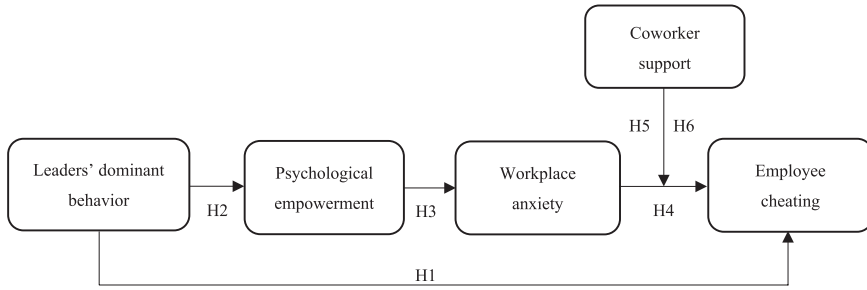 Coworker
support
H5
H6
Leaders’ dominant
behavior
H2
Psychological
empowerment
H3
Workplace
anxiety
H4
Employee
cheating
H1